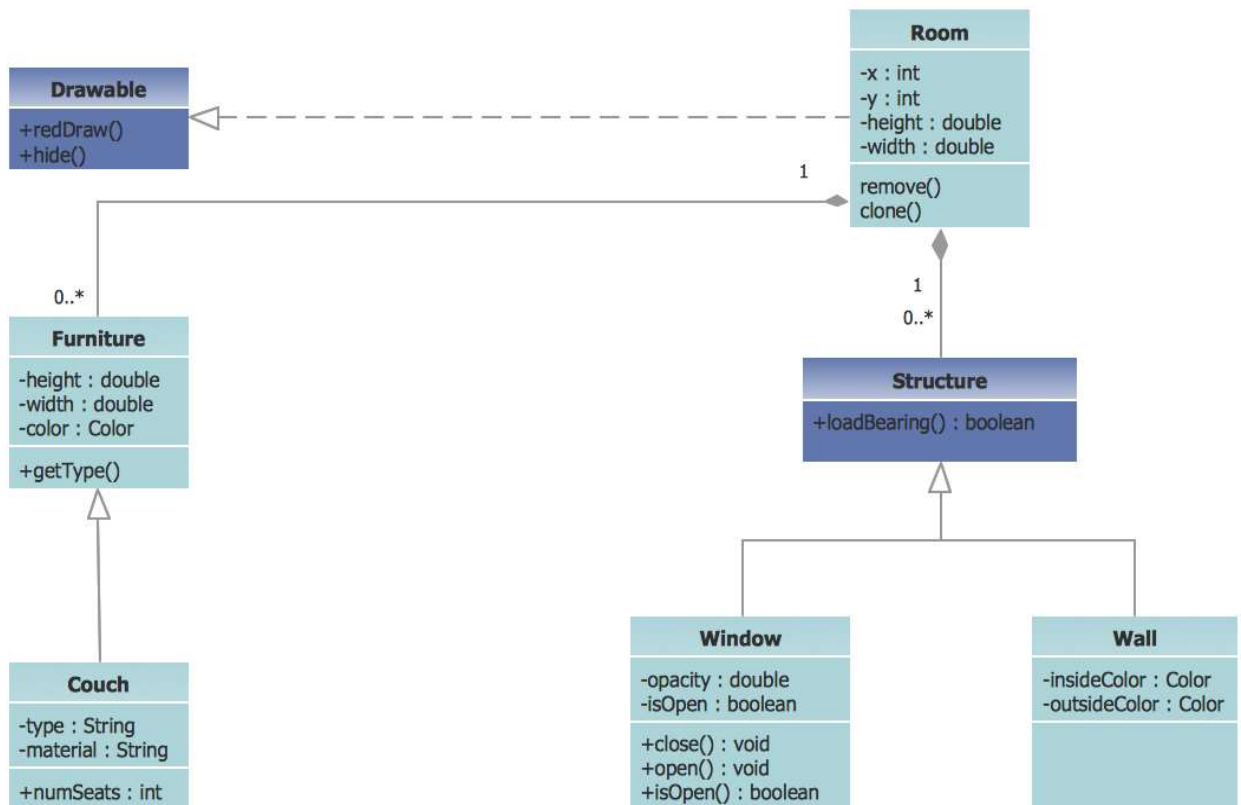 Room
-x : int
-y : int
-height : double
-width : double
remove()
clone()
Drawable
+redDraw()
+hide()
1
0..*
1
0..*
Furniture
-height : double
-width : double
-color : Color
+getType()
Structure
+loadBearing() : boolean
Couch
-type : String
-material : String
+numSeats : int
Window
-opacity : double
-isOpen : boolean
+close() : void
+open() : void
+isOpen() : boolean
Wall
-insideColor : Color
-outsideColor : Color